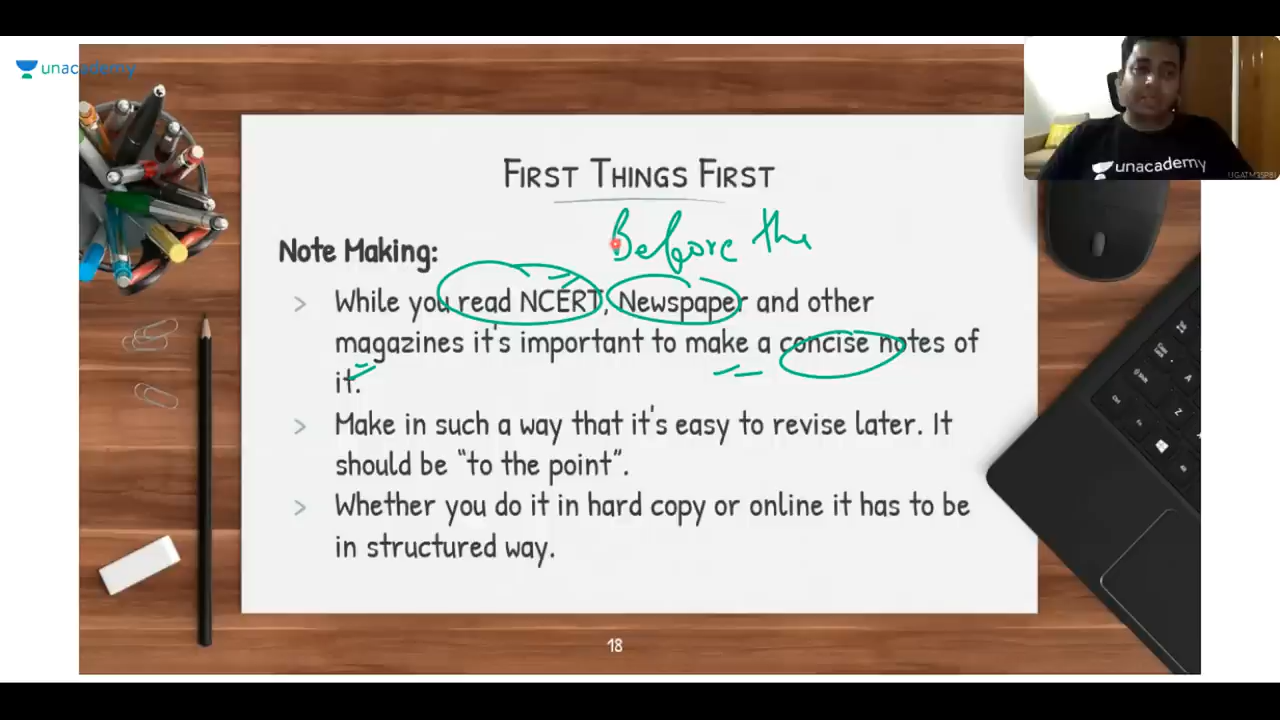 unacademy
unacademy
FIRST THINGS FIRST
Before the
Note Making:
While you read NCERT, Newspaper and other
magazines it's important to make a concise notes of
it.
Make in such a way that it's easy to revise later. It
should be "to the point".
Whether you do it in hard copy or online it has to be
in structured way.
18